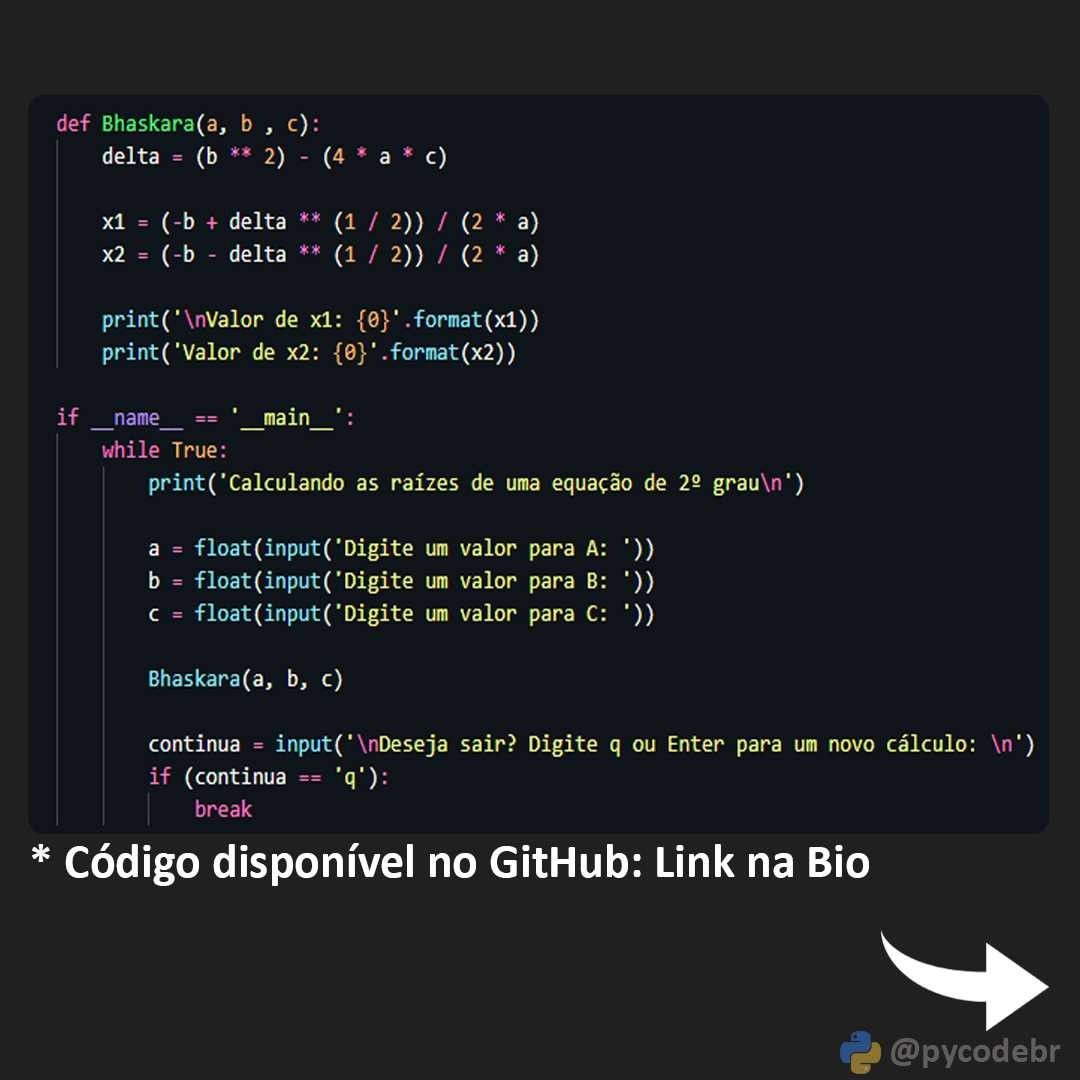 def Bhaskara(a, b , c):
    delta = (b ** 2) - (4 * a * c)

    x1 = (-b + delta ** (1 / 2)) / (2 * a)
    x2 = (-b - delta ** (1 / 2)) / (2 * a)

    print('\nValor de x1: {0}'.format(x1))
    print('Valor de x2: {0}'.format(x2))

if __name__ == '__main__':
    while True:
        print('Calculando as raízes de uma equação de 2º grau\n')

        a = float(input('Digite um valor para A: '))
        b = float(input('Digite um valor para B: '))
        c = float(input('Digite um valor para C: '))

        Bhaskara(a, b, c)

        continua = input('\nDeseja sair? Digite q ou Enter para um novo cálculo: \n')
        if (continua == 'q'):
            break
* Código disponível no GitHub: Link na Bio
@pycodebr